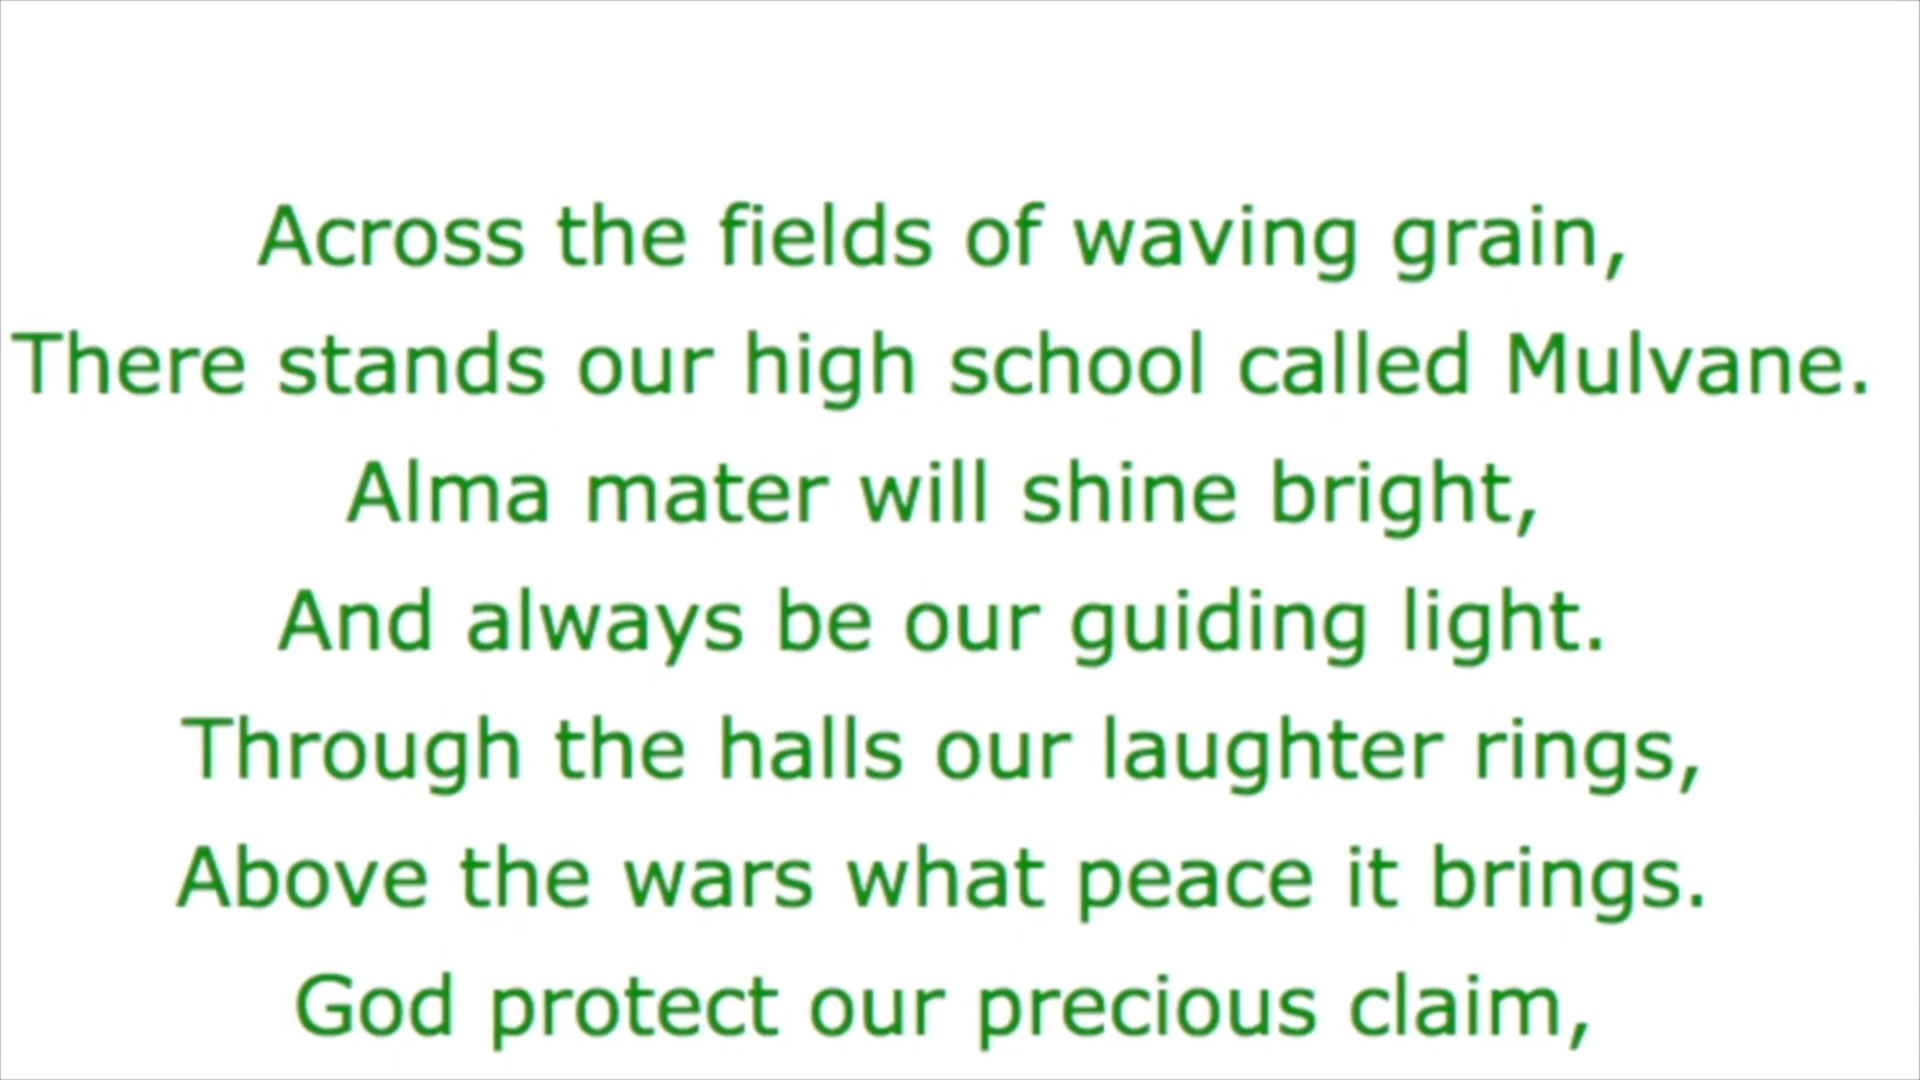 Across the fields of waving grain,
There stands our high school called Mulvane.
Alma mater will shine bright,
And always be our guiding light.
Through the halls our laughter rings,
Above the wars what peace it brings.
God protect our precious claim,